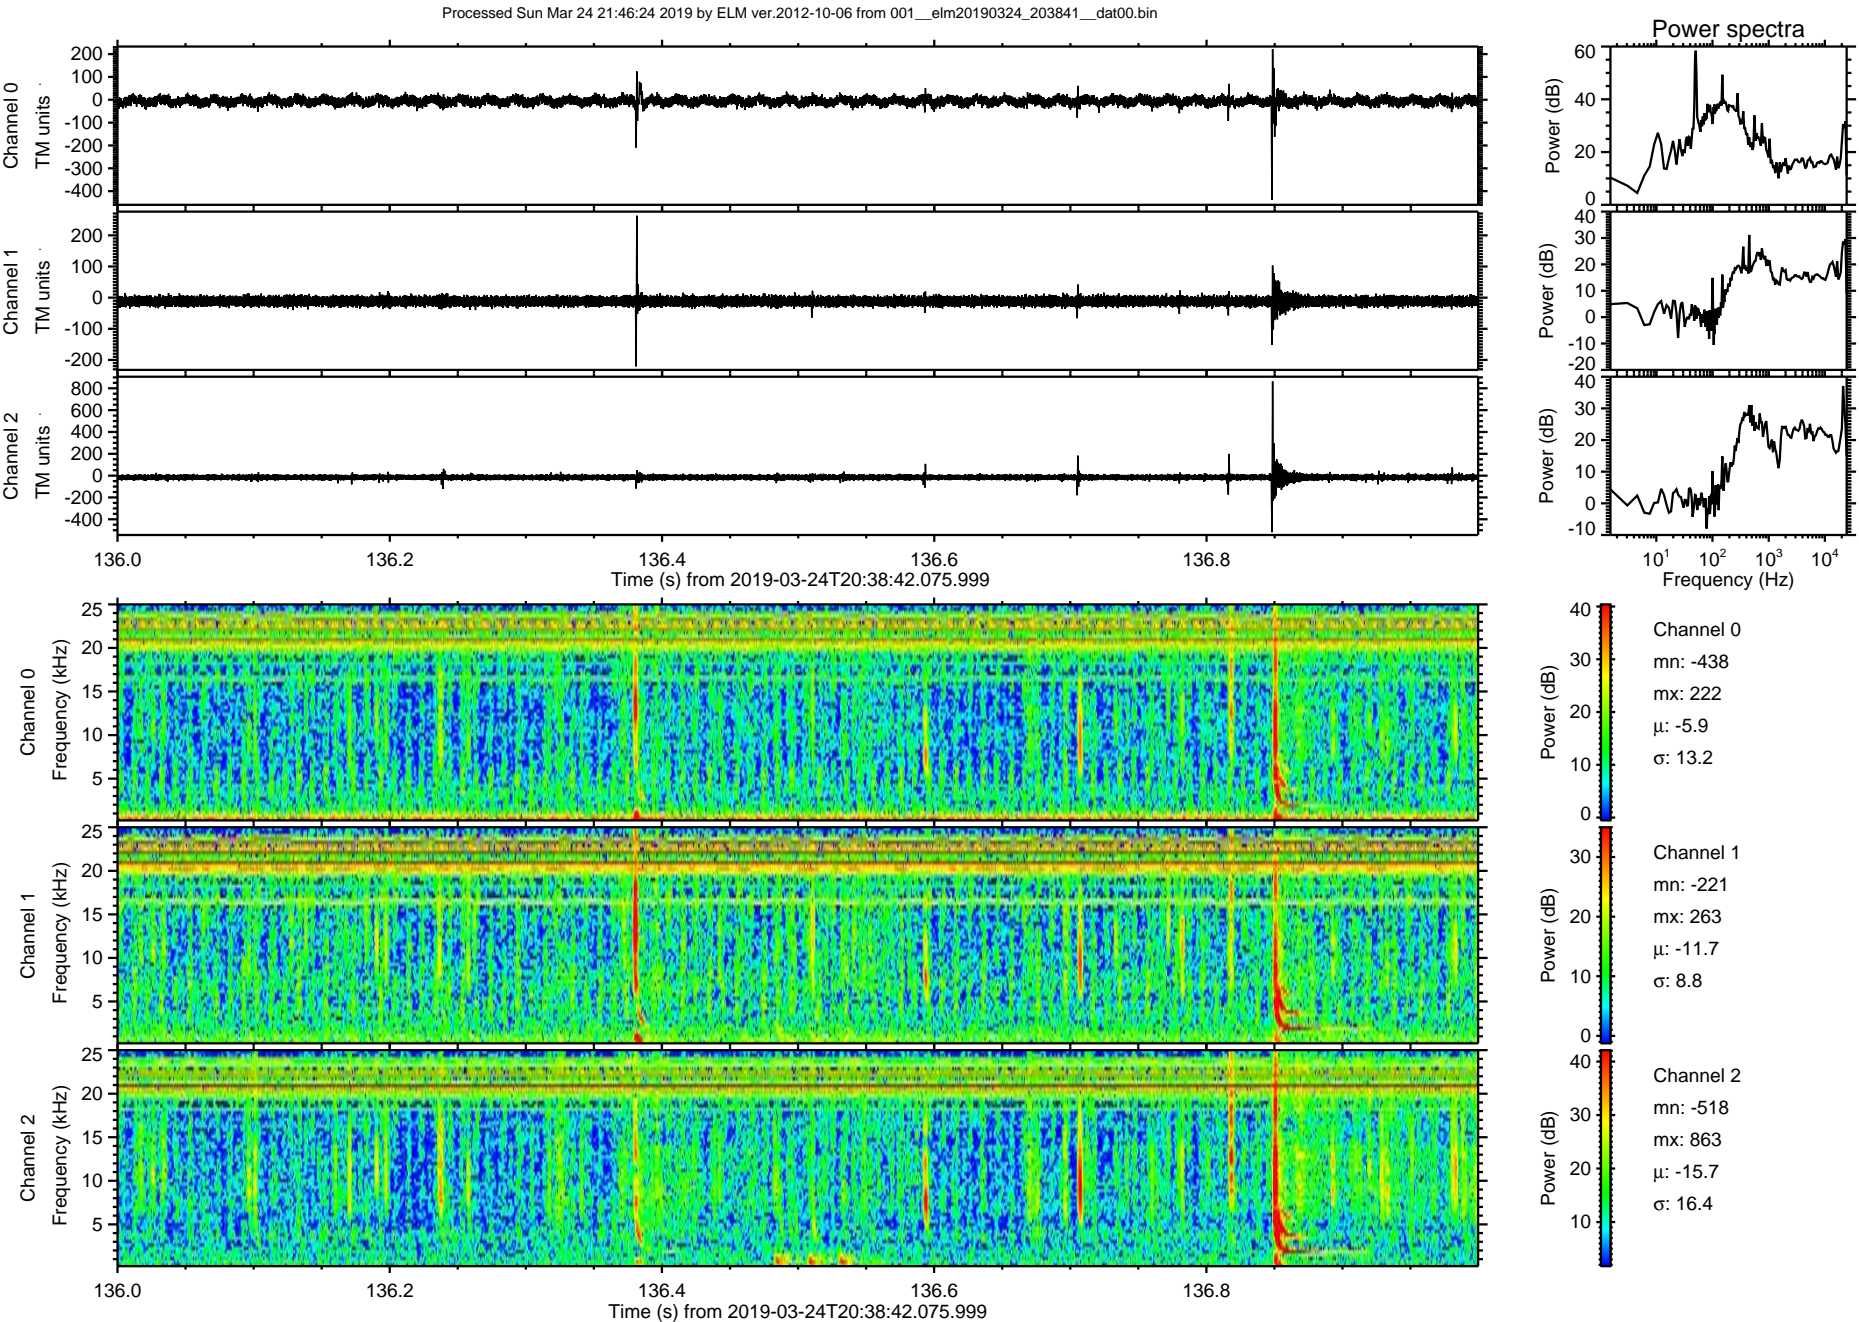 Processed Sun Mar 24 21:46:24 2019 by ELM ver.2012-10-06 from 001__elm20190324_203841__dat00.bin
Power spectra
Channel 0
TM units
200
100
0
-100
-200
-300
-400
Power (dB)
60
40
20
0
Channel 1
TM units
200
100
0
-100
-200
Power (dB)
40
30
20
10
0
-10
-20
Channel 2
TM units
800
600
400
200
0
-200
-400
Power (dB)
40
30
20
10
0
-10
136.0 136.2 136.4 136.6 136.8
Time (s) from 2019-03-24T20:38:42.075.999
10¹ 10² 10³ 10⁴
Frequency (Hz)
Channel 0
Frequency (kHz)
25
20
15
10
5
Power (dB)
40
30
20
10
0
Channel 0
mn: -438
mx: 222
μ: -5.9
σ: 13.2
Channel 1
Frequency (kHz)
25
20
15
10
5
Power (dB)
30
20
10
0
Channel 1
mn: -221
mx: 263
μ: -11.7
σ: 8.8
Channel 2
Frequency (kHz)
25
20
15
10
5
Power (dB)
40
30
20
10
Channel 2
mn: -518
mx: 863
μ: -15.7
σ: 16.4
136.0 136.2 136.4 136.6 136.8
Time (s) from 2019-03-24T20:38:42.075.999